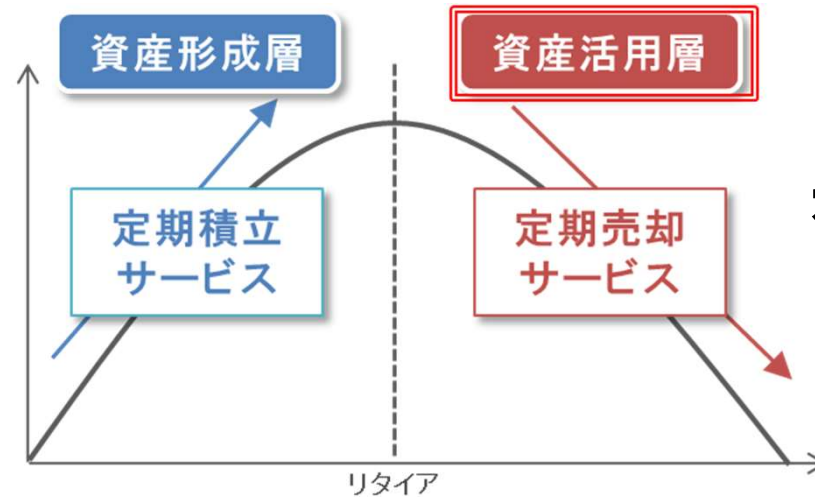 資産形成層
資産活用層
定期積立
サービス
定期売却
サービス
リタイア